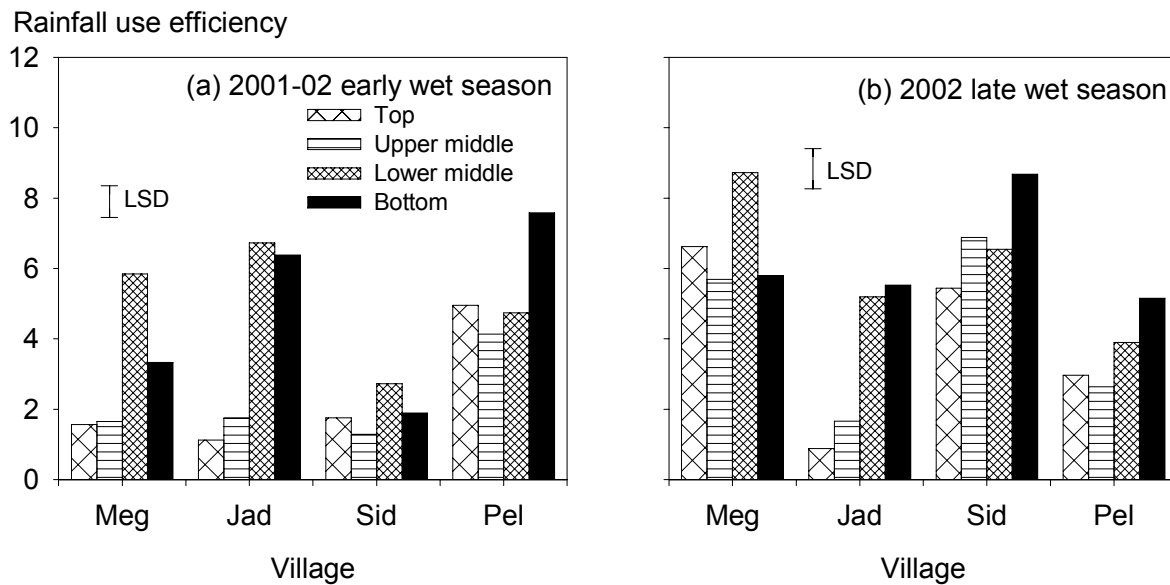 Rainfall use efficiency
12
10
8
6
4
2
0
(a) 2001-02 early wet season
Top
Upper middle
Lower middle
Bottom
LSD
Meg Jad Sid Pel
Village
(b) 2002 late wet season
LSD
Meg Jad Sid Pel
Village